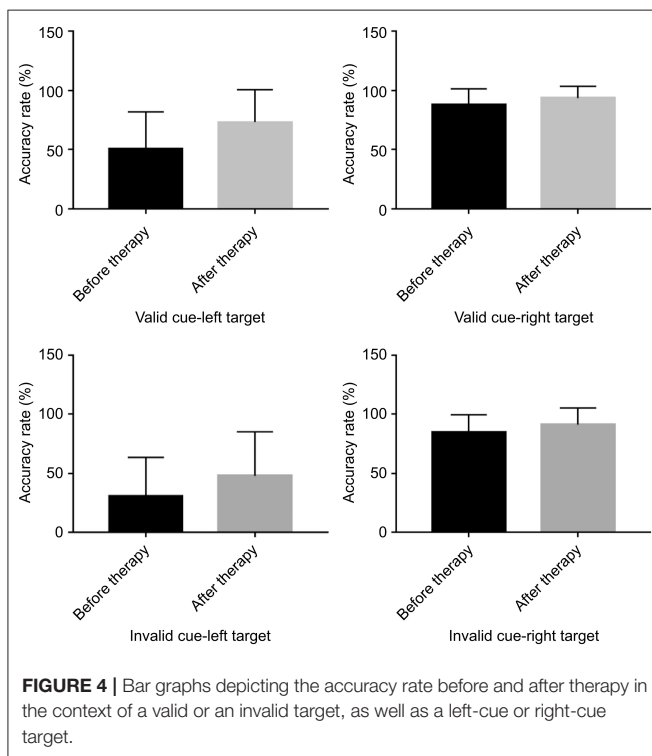 150
100
50
0
Accuracy rate (%)
Before therapy
After therapy
Valid cue-left target
150
100
50
0
Accuracy rate (%)
Before therapy
After therapy
Valid cue-right target
150
100
50
0
Accuracy rate (%)
Before therapy
After therapy
Invalid cue-left target
150
100
50
0
Accuracy rate (%)
Before therapy
After therapy
Invalid cue-right target
FIGURE 4 | Bar graphs depicting the accuracy rate before and after therapy in
the context of a valid or an invalid target, as well as a left-cue or right-cue
target.